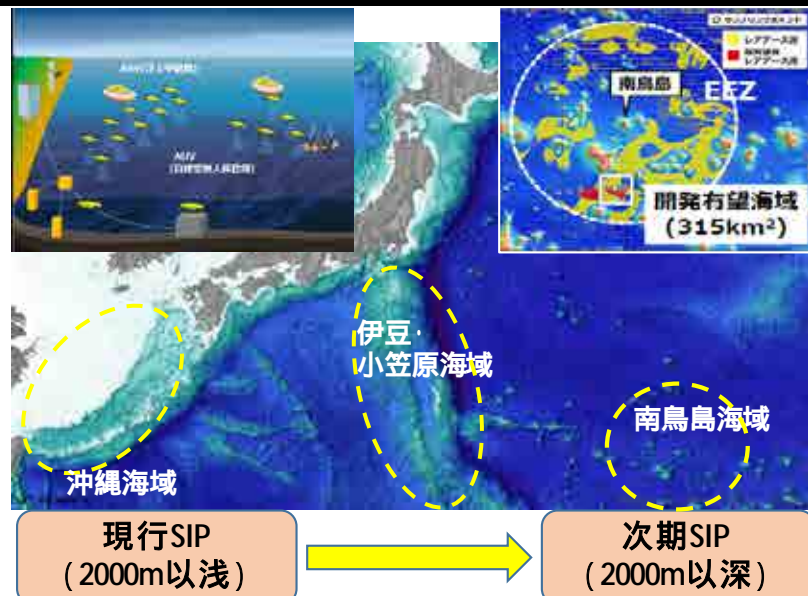 AUV
南鳥島
EEZ
開発有望海域
(315km²)
伊豆・
小笠原海域
南鳥島海域
沖縄海域
現行SIP
(2000m以浅)
次期SIP
(2000m以深)